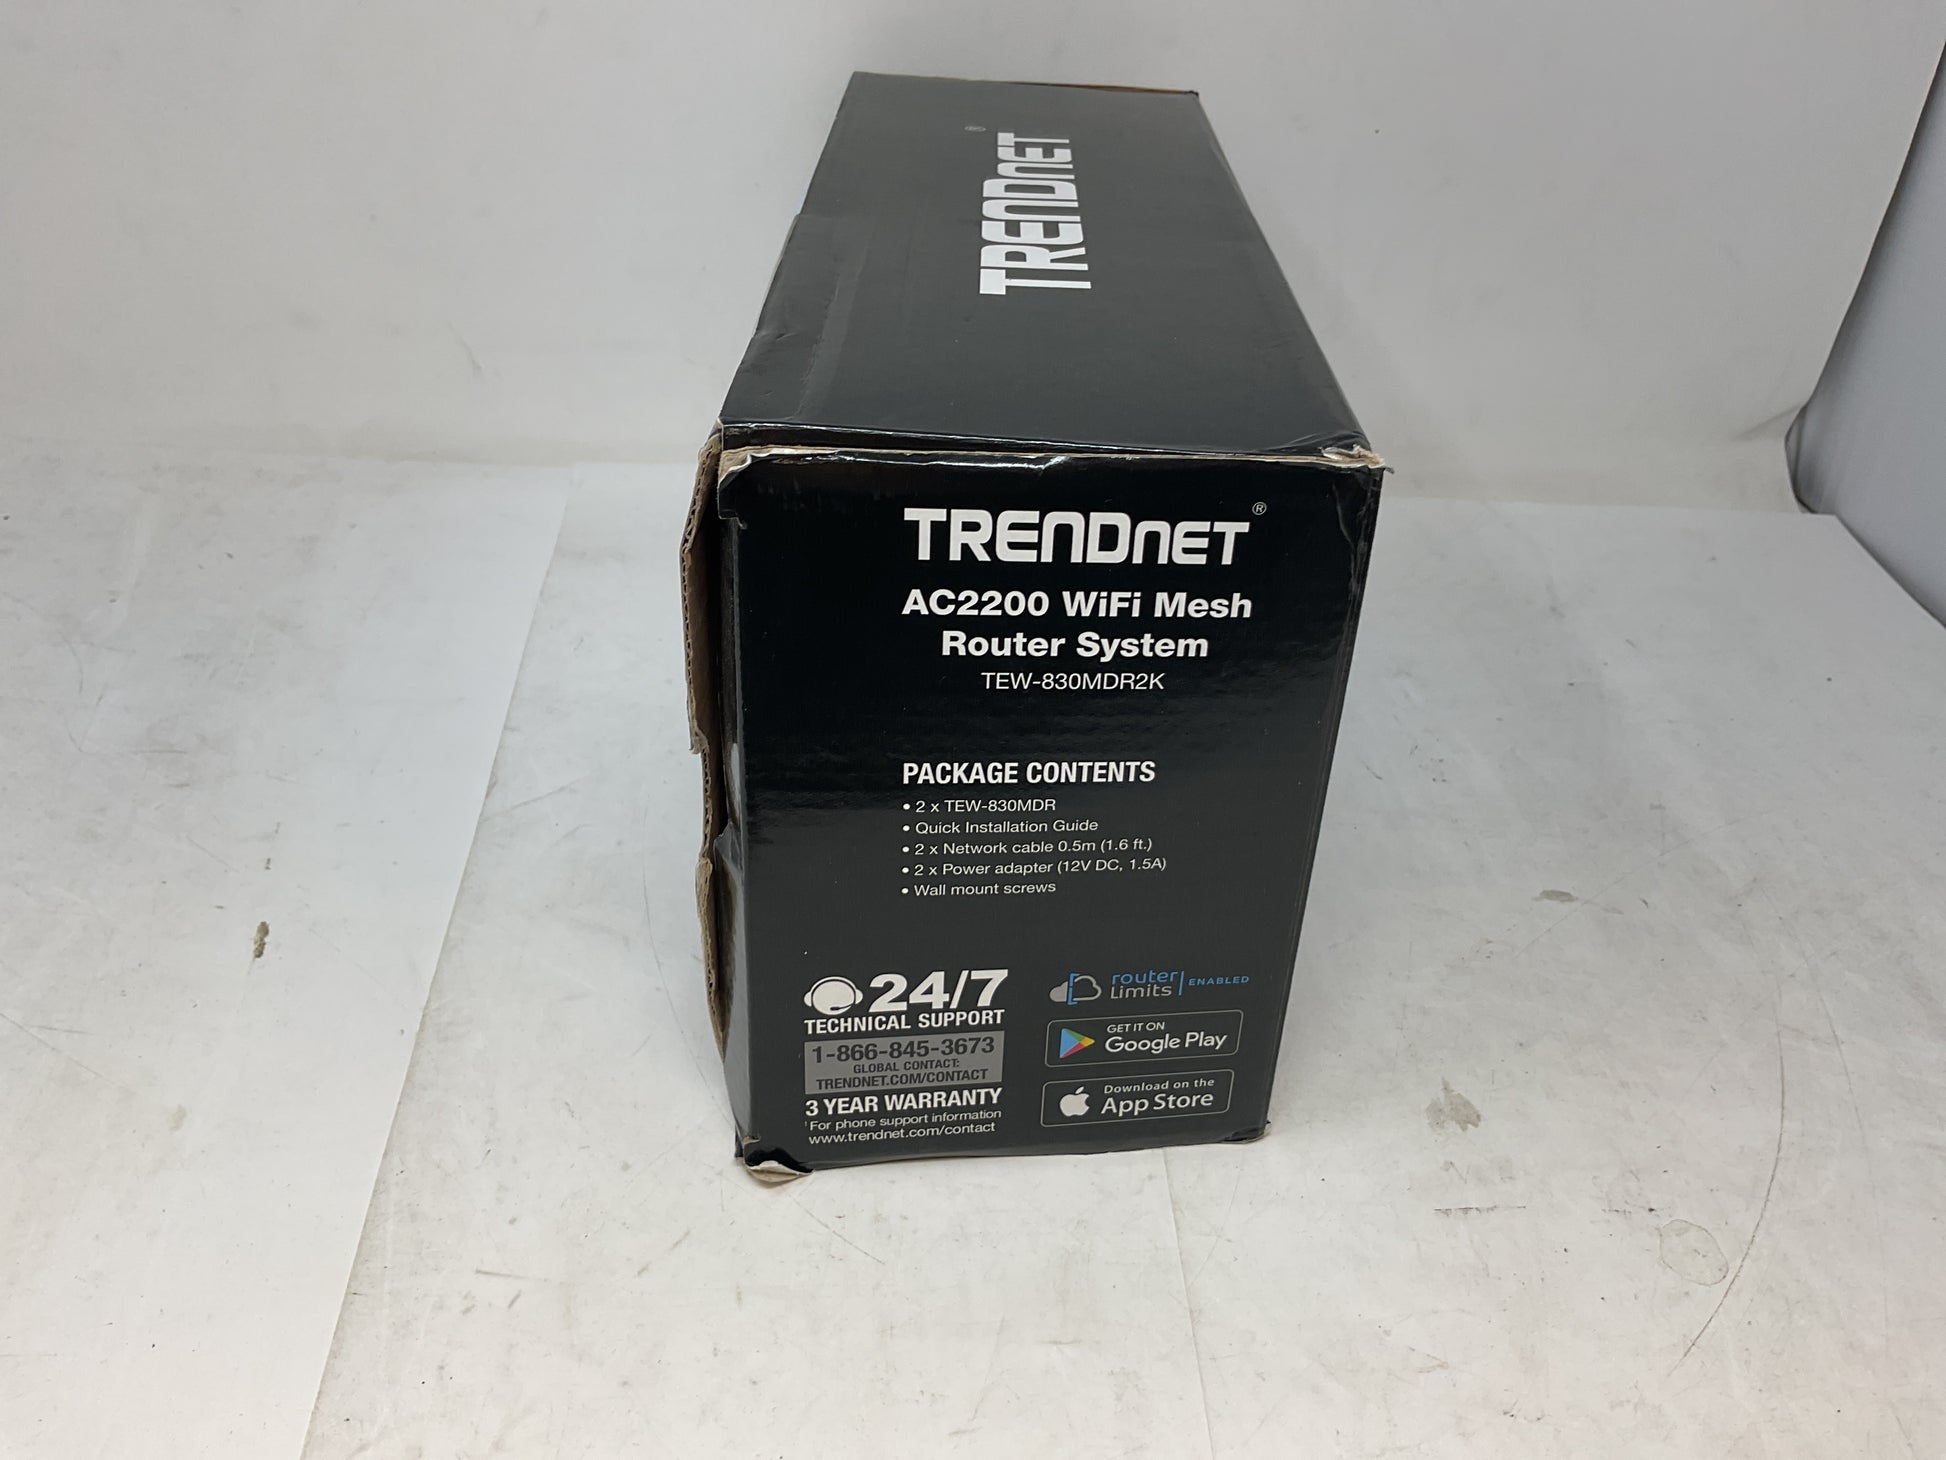 TRENDNET®
TRENDNET®
AC2200 WiFi Mesh
Router System
TEW-830MDR2K
PACKAGE CONTENTS
• 2 x TEW-830MDR
• Quick Installation Guide
• 2 x Network cable 0.5m (1.6 ft.)
• 2 x Power adapter (12V DC, 1.5A)
• Wall mount screws
24/7
TECHNICAL SUPPORT
1-866-845-3673
GLOBAL CONTACT:
TRENDNET.COM/CONTACT
3 YEAR WARRANTY
¹For phone support information
www.trendnet.com/contact
router
Limits ENABLED
GET IT ON
Google Play
Download on the
App Store